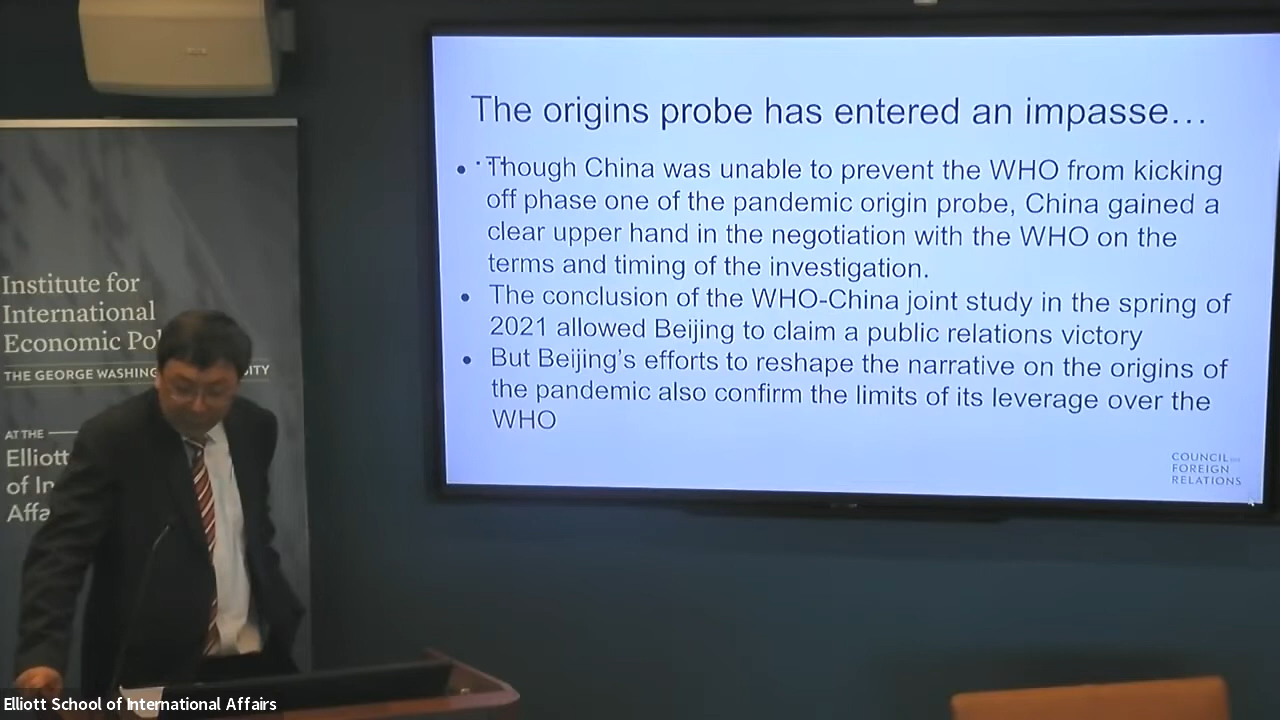 The origins probe has entered an impasse…
• Though China was unable to prevent the WHO from kicking
off phase one of the pandemic origin probe, China gained a
clear upper hand in the negotiation with the WHO on the
terms and timing of the investigation.
• The conclusion of the WHO-China joint study in the spring of
2021 allowed Beijing to claim a public relations victory
• But Beijing's efforts to reshape the narrative on the origins of
the pandemic also confirm the limits of its leverage over the
WHO
COUNCIL
FOREIGN
RELATIONS
Institute for
International
Economic
THE GEORGE
AT THE
Elliott
of
Elliott School of International Affairs